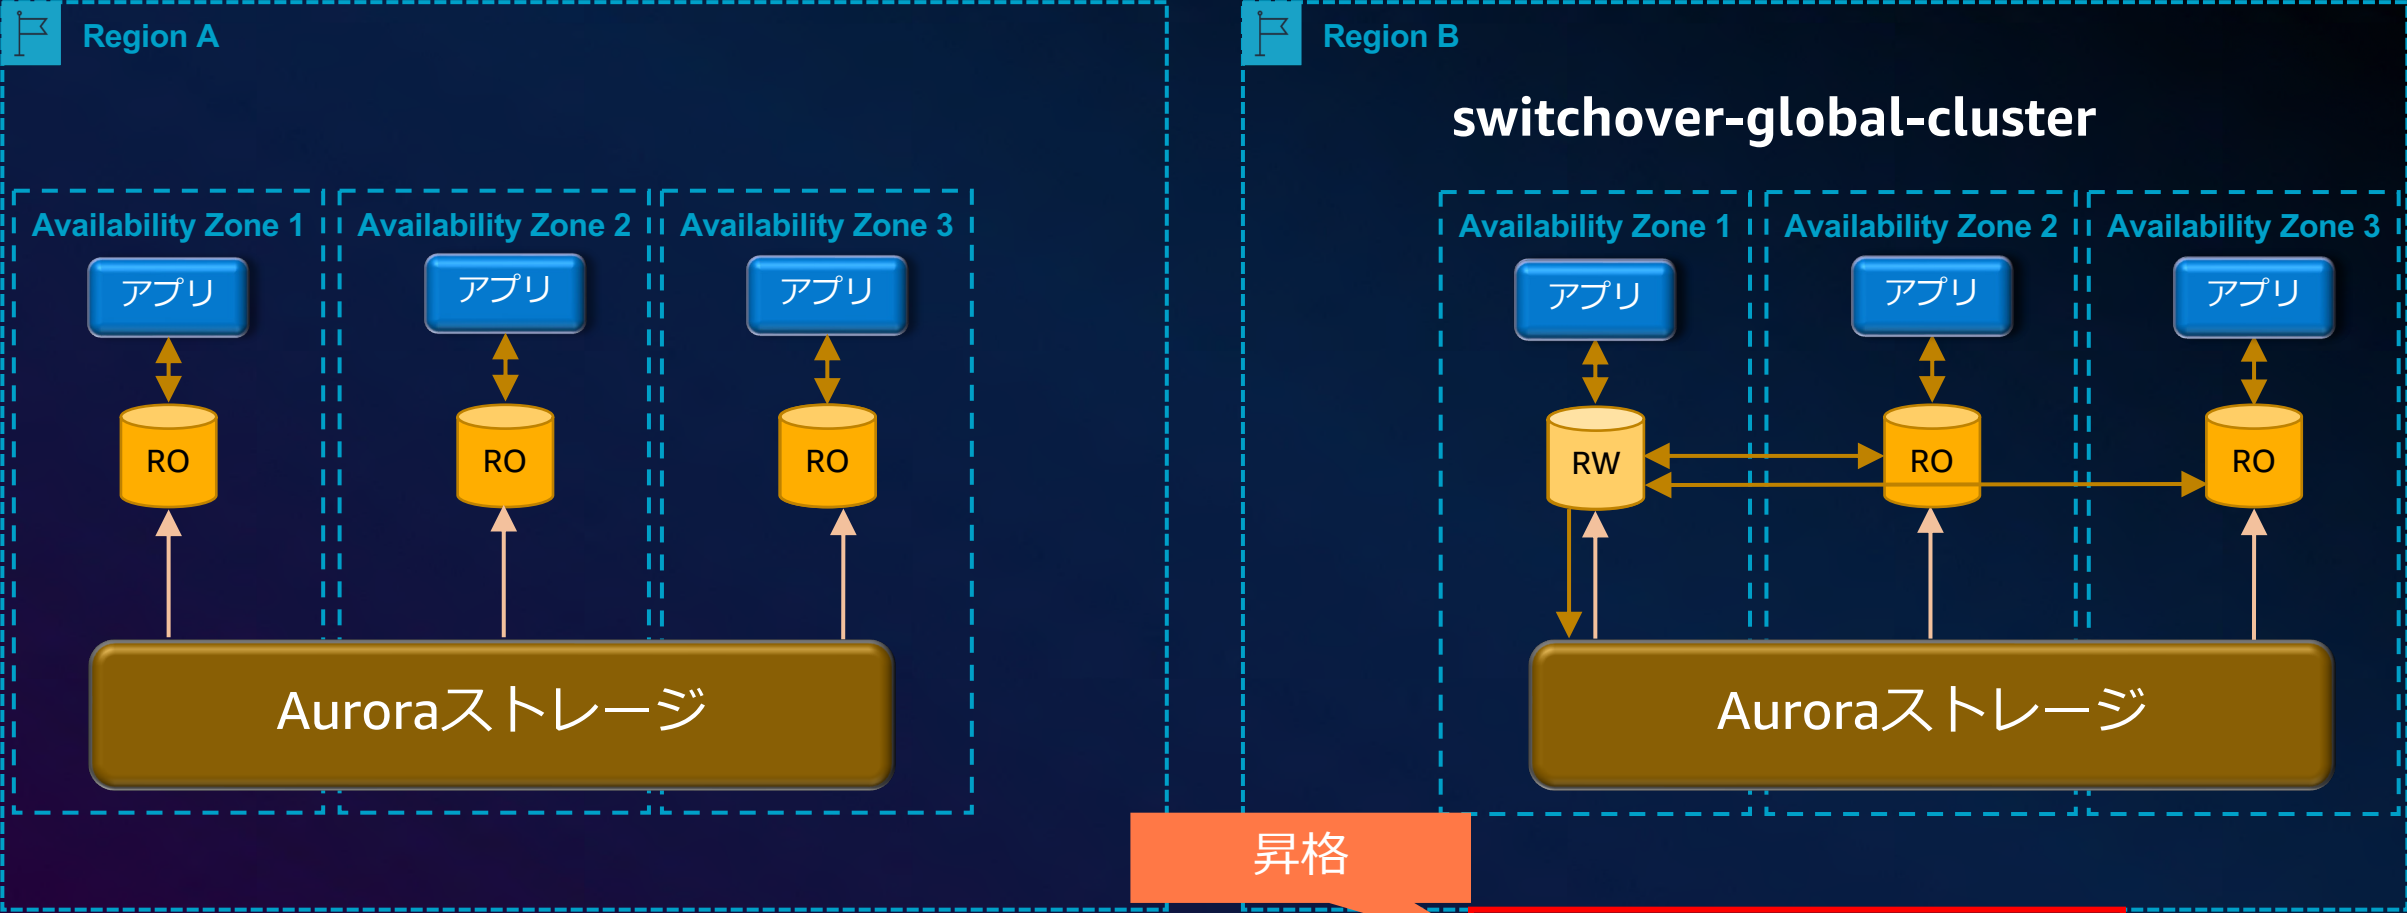 Region A
Region B
switchover-global-cluster
Availability Zone 1
Availability Zone 2
Availability Zone 3
アプリ
アプリ
アプリ
RO
RO
RO
Auroraストレージ
Availability Zone 1
Availability Zone 2
Availability Zone 3
アプリ
アプリ
アプリ
RW
RO
RO
Auroraストレージ
昇格